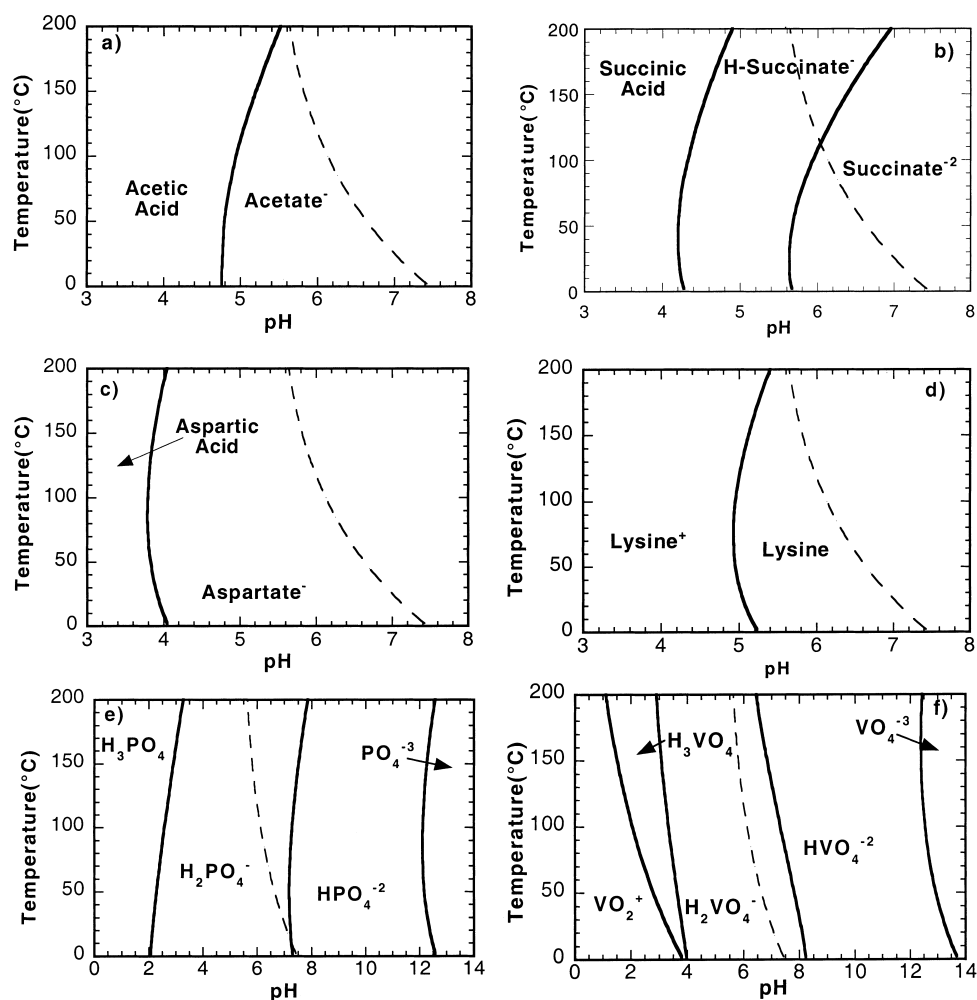 a)
Temperature(°C)
200
150
100
50
0
Acetic
Acid
Acetate⁻
3 4 5 6 7 8
pH
b)
Temperature(°C)
200
150
100
50
0
Succinic
Acid
H-Succinate⁻
Succinate⁻²
3 4 5 6 7 8
pH
c)
Temperature(°C)
200
150
100
50
0
Aspartic
Acid
Aspartate⁻
3 4 5 6 7 8
pH
d)
Temperature(°C)
200
150
100
50
0
Lysine⁺
Lysine
3 4 5 6 7 8
pH
e)
Temperature(°C)
200
150
100
50
0
H₃PO₄
PO₄⁻³
H₂PO₄⁻
HPO₄⁻²
0 2 4 6 8 10 12 14
pH
f)
Temperature(°C)
200
150
100
50
0
VO₄⁻³
H₃VO₄
HVO₄⁻²
VO₂⁺
H₂VO₄⁻
0 2 4 6 8 10 12 14
pH